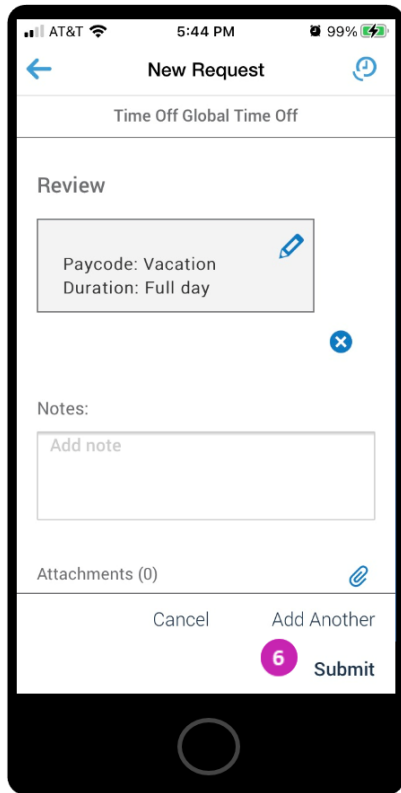 AT&T 5:44 PM 99%
New Request
Time Off Global Time Off
Review
Paycode: Vacation
Duration: Full day
Notes:
Add note
Attachments (0)
Cancel Add Another
6 Submit